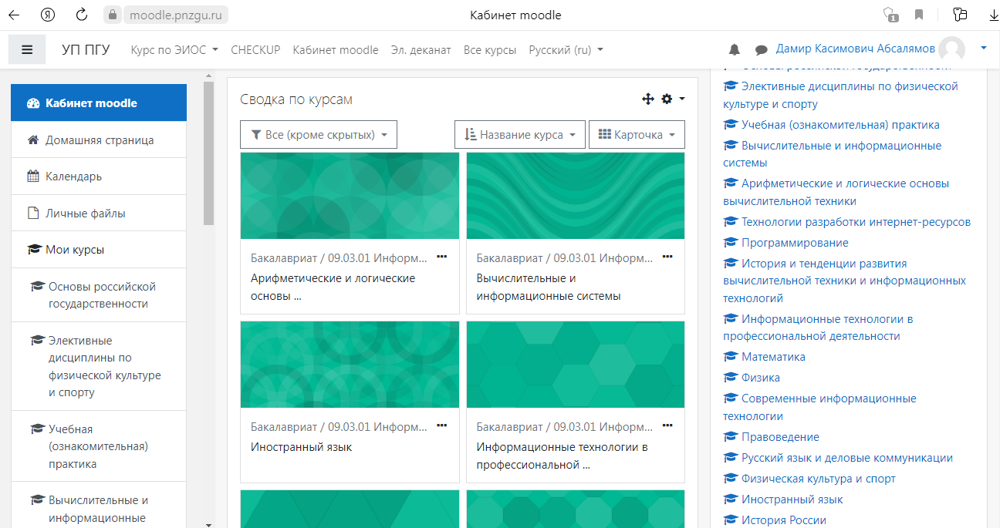 Я
moodle.pnzgu.ru
Кабинет moodle
1
УП ПГУ
Курс по ЭИОС
CHECKUP
Кабинет moodle
Эл. деканат
Все курсы
Русский (ru)
Дамир Касимович Абсалямов
Кабинет moodle
Домашняя страница
Календарь
Личные файлы
Мои курсы
Основы российской
государственности
Элективные
дисциплины по
физической культуре
и спорту
Учебная
(ознакомительная)
практика
Вычислительные и
информационные
Сводка по курсам
Все (кроме скрытых)
Название курса
Карточка
Бакалавриат / 09.03.01 Информ...
Арифметические и логические
основы ...
Бакалавриат / 09.03.01 Информ...
Вычислительные и
информационные системы
Бакалавриат / 09.03.01 Информ...
Иностранный язык
Бакалавриат / 09.03.01 Информ...
Информационные технологии в
профессиональной ...
Основы российской государственности
Элективные дисциплины по физической
культуре и спорту
Учебная (ознакомительная) практика
Вычислительные и информационные
системы
Арифметические и логические основы
вычислительной техники
Технологии разработки интернет-ресурсов
Программирование
История и тенденции развития
вычислительной техники и информационных
технологий
Информационные технологии в
профессиональной деятельности
Математика
Физика
Современные информационные
технологии
Правоведение
Русский язык и деловые коммуникации
Физическая культура и спорт
Иностранный язык
История России